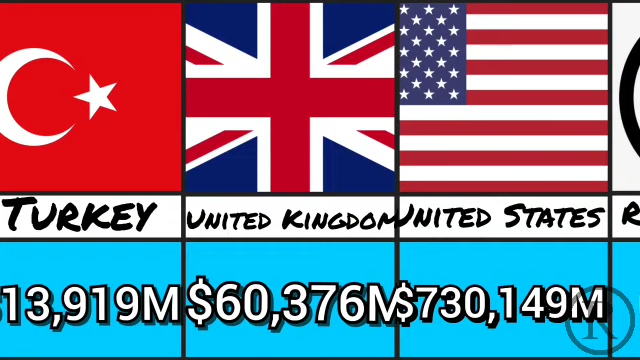 TURKEY
UNITED KINGDOM
UNITED STATES
R
$13,919M
$60,376M
$730,149M
R